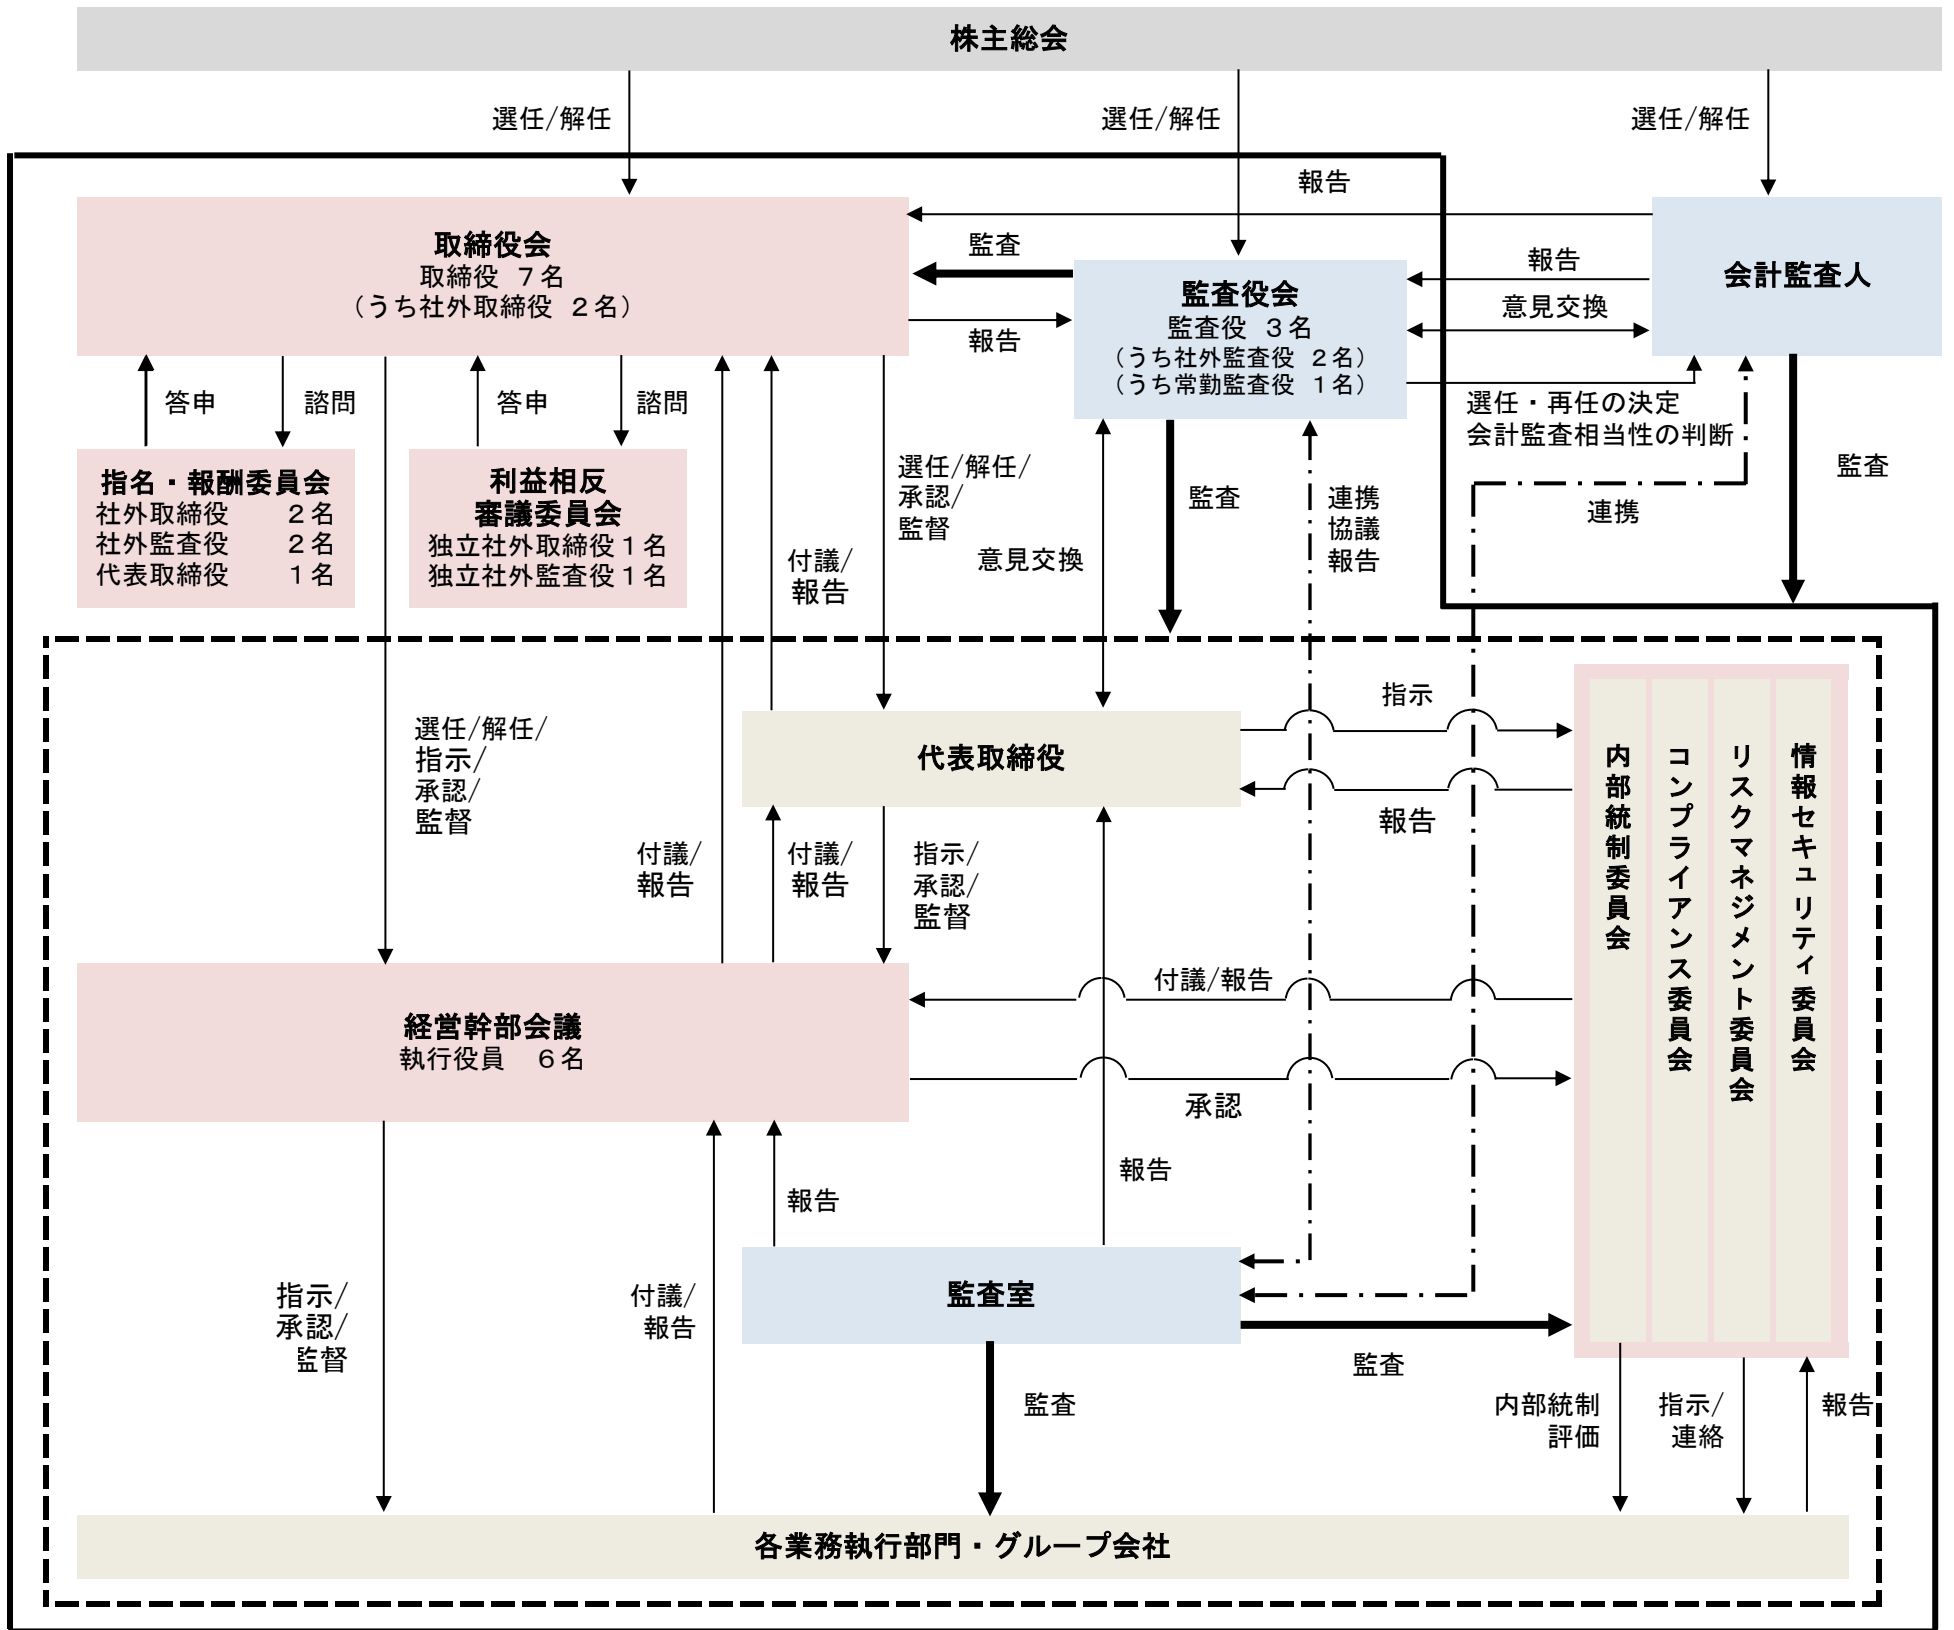 株主総会
選任/解任
選任/解任
選任/解任
報告
取締役会
取締役 ７名
（うち社外取締役 ２名）
監査
報告
監査役会
監査役 ３名
（うち社外監査役 ２名）
（うち常勤監査役 １名）
報告
意見交換
会計監査人
選任・再任の決定
会計監査相当性の判断
答申
諮問
答申
諮問
指名・報酬委員会
社外取締役 ２名
社外監査役 ２名
代表取締役 １名
利益相反
審議委員会
独立社外取締役１名
独立社外監査役１名
付議/
報告
選任/解任/
承認/
監督
意見交換
監査
連携
協議
報告
連携
監査
選任/解任/
指示/
承認/
監督
代表取締役
指示
報告
付議/
報告
付議/
報告
指示/
承認/
監督
内部統制委員会
コンプライアンス委員会
リスクマネジメント委員会
情報セキュリティ委員会
経営幹部会議
執行役員 ６名
付議/報告
承認
報告
報告
監査室
指示/
承認/
監督
付議/
報告
監査
監査
内部統制
評価
指示/
連絡
報告
各業務執行部門・グループ会社